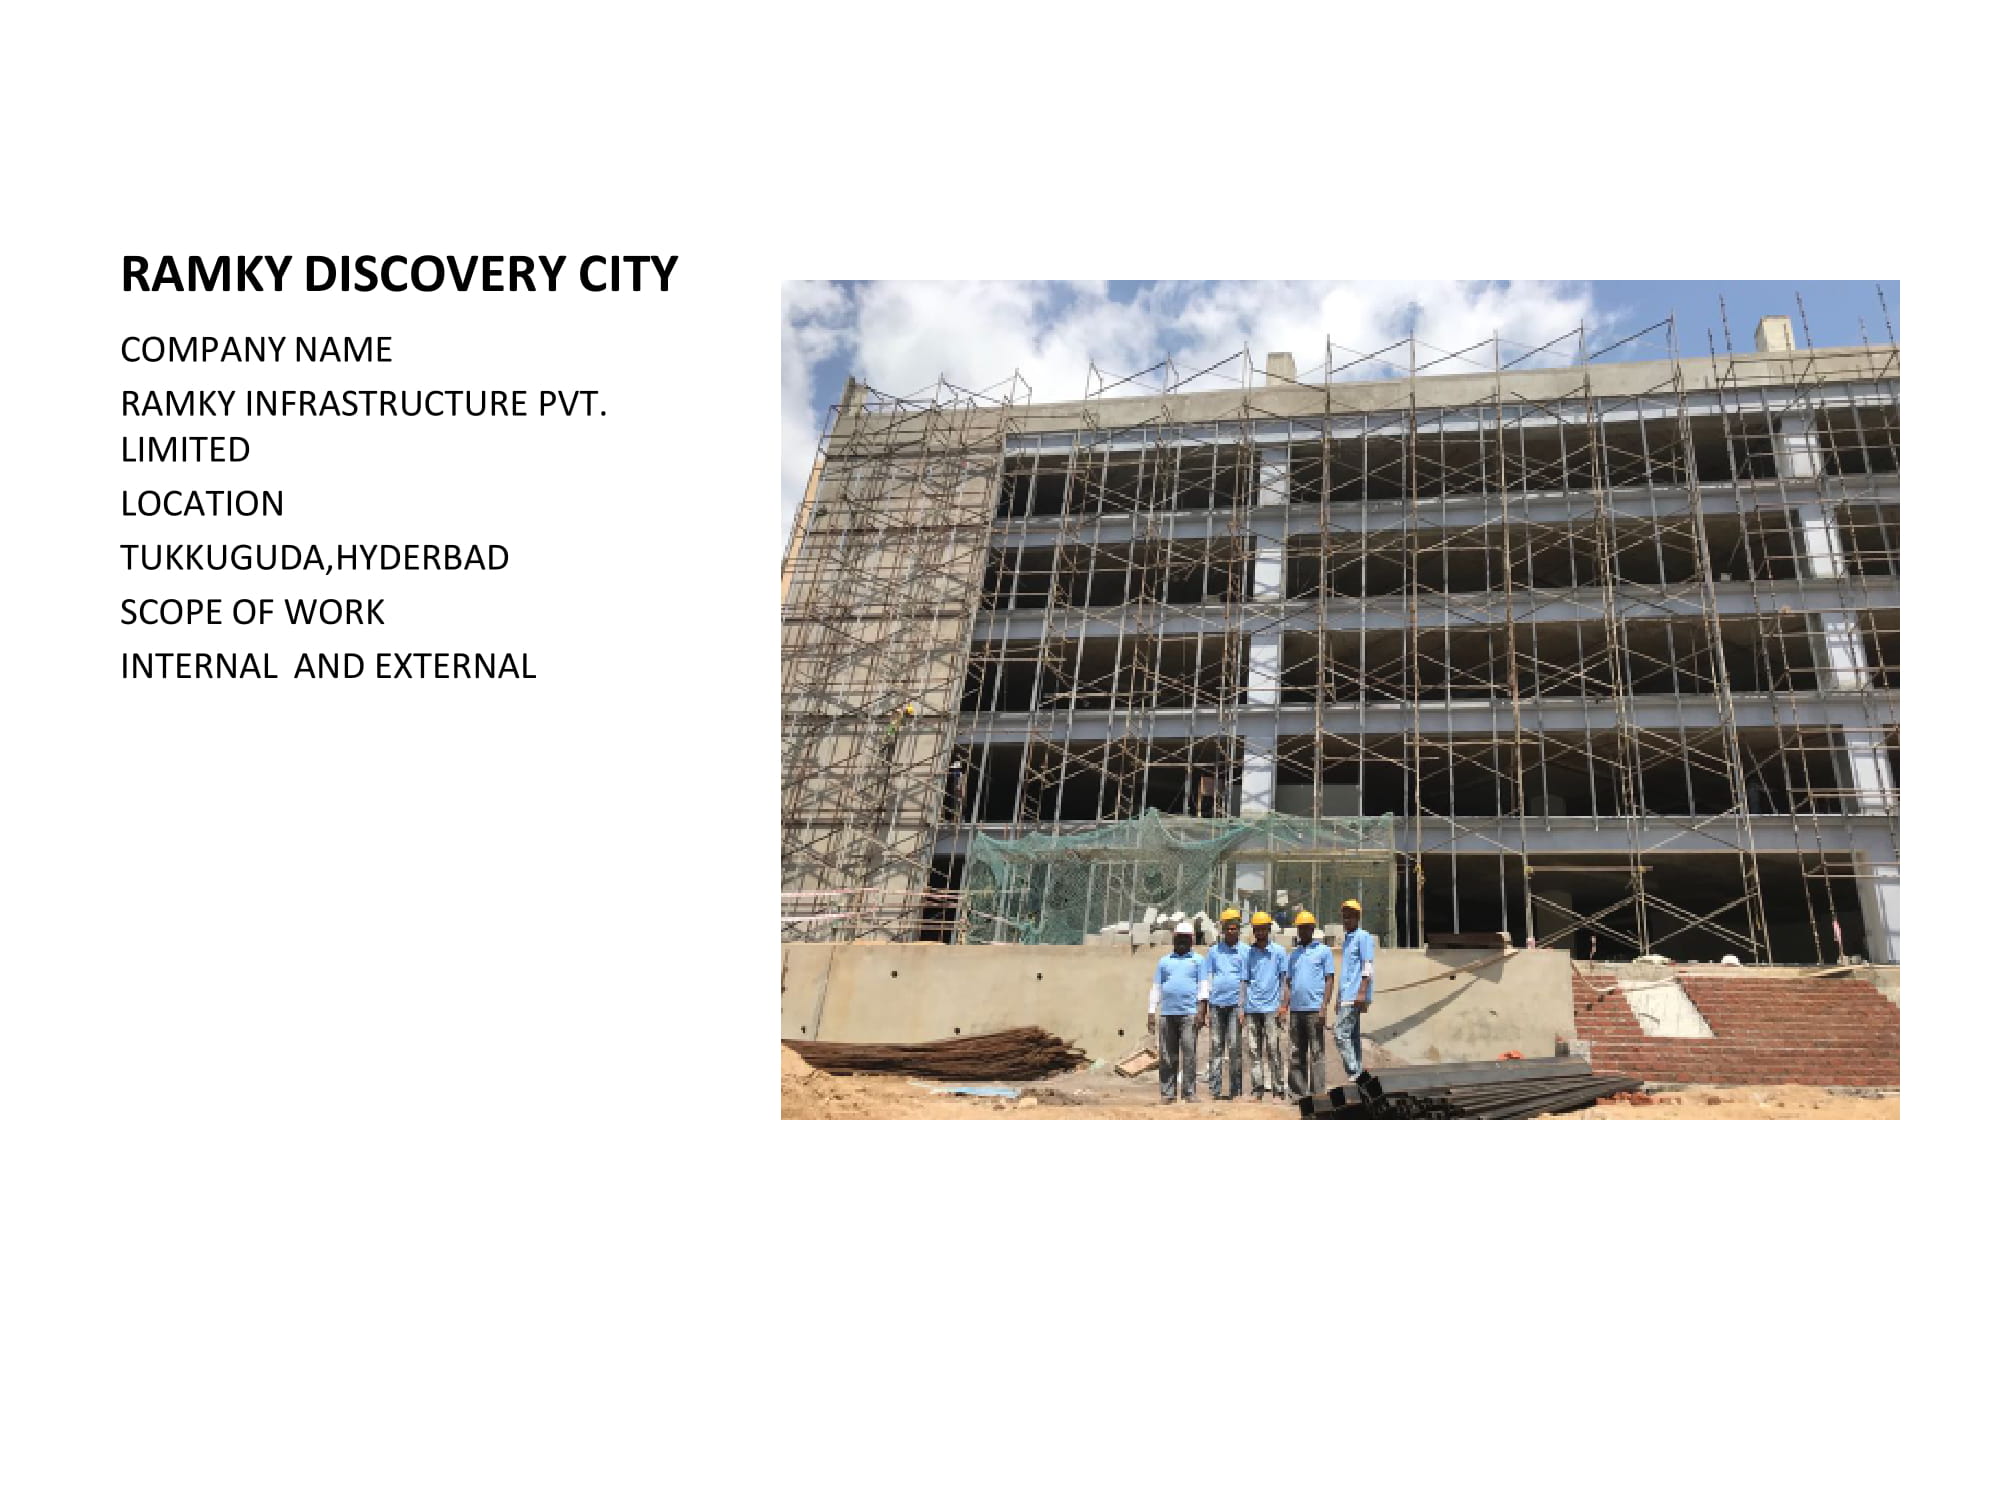 RAMKY DISCOVERY CITY
COMPANY NAME
RAMKY INFRASTRUCTURE PVT.
LIMITED
LOCATION
TUKKUGUDA,HYDERBAD
SCOPE OF WORK
INTERNAL  AND EXTERNAL